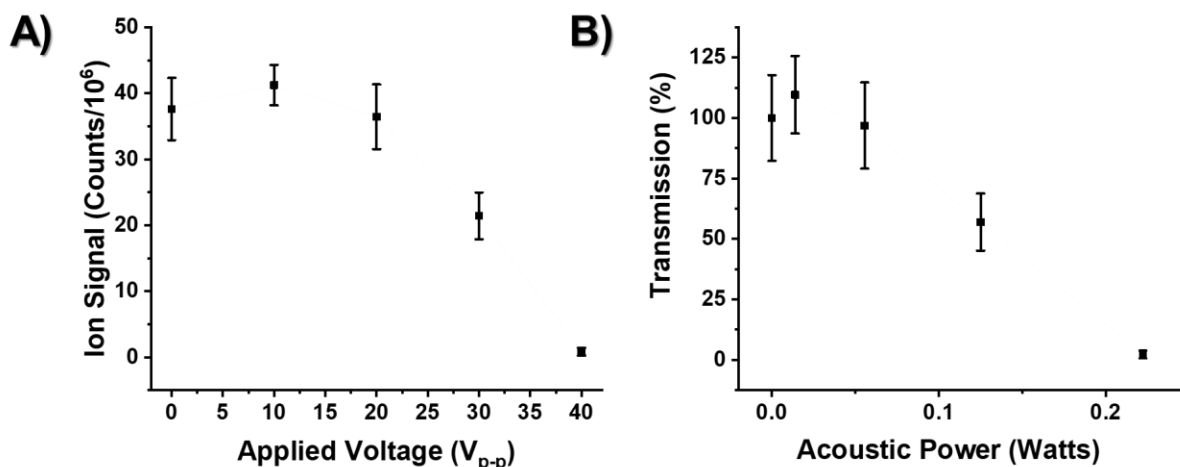 A)
Ion Signal (Counts/10⁶)
50
40
30
20
10
0
0 5 10 15 20 25 30 35 40
Applied Voltage (Vp-p)
B)
Transmission (%)
125
100
75
50
25
0
0.0 0.1 0.2
Acoustic Power (Watts)